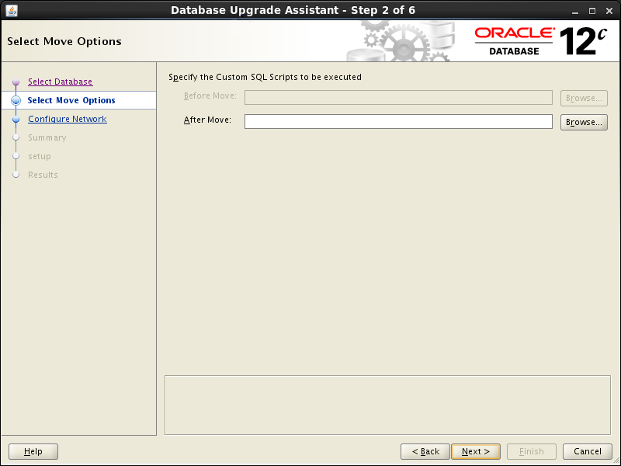 Database Upgrade Assistant - Step 2 of 6
Select Move Options
ORACLE
DATABASE
12c
Select Database
Select Move Options
Configure Network
Summary
setup
Results
Specify the Custom SQL Scripts to be executed
Before Move:
Browse...
After Move:
Browse...
Help
< Back
Next >
Finish
Cancel